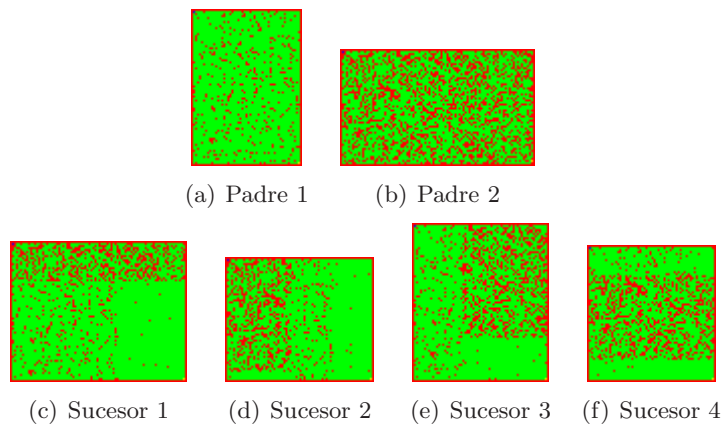 (a) Padre 1
(b) Padre 2
(c) Sucesor 1
(d) Sucesor 2
(e) Sucesor 3
(f) Sucesor 4